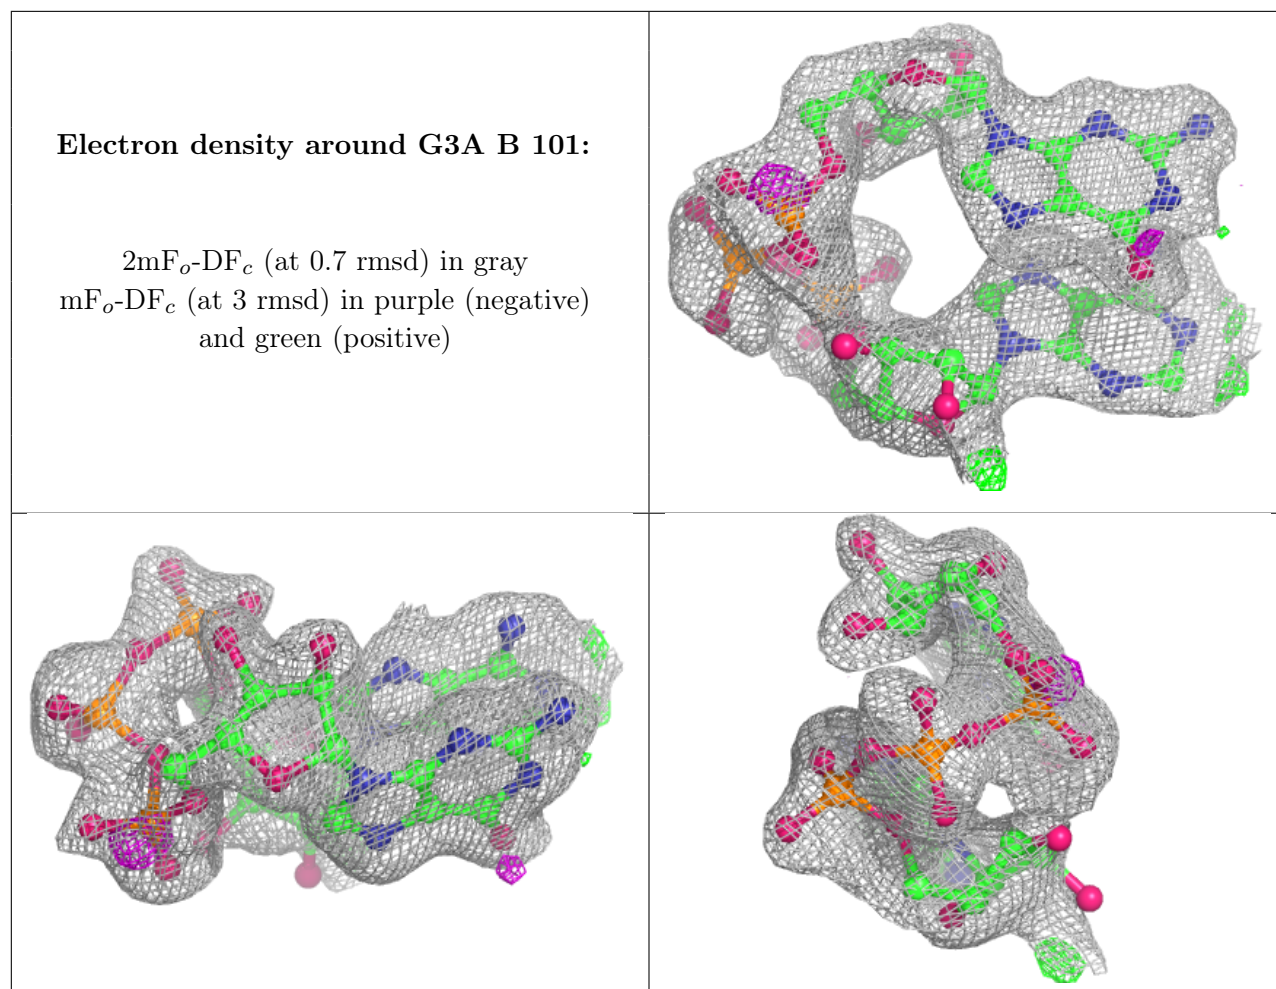 Electron density around G3A B 101:
2mFo-DFc (at 0.7 rmsd) in gray
mFo-DFc (at 3 rmsd) in purple (negative)
and green (positive)